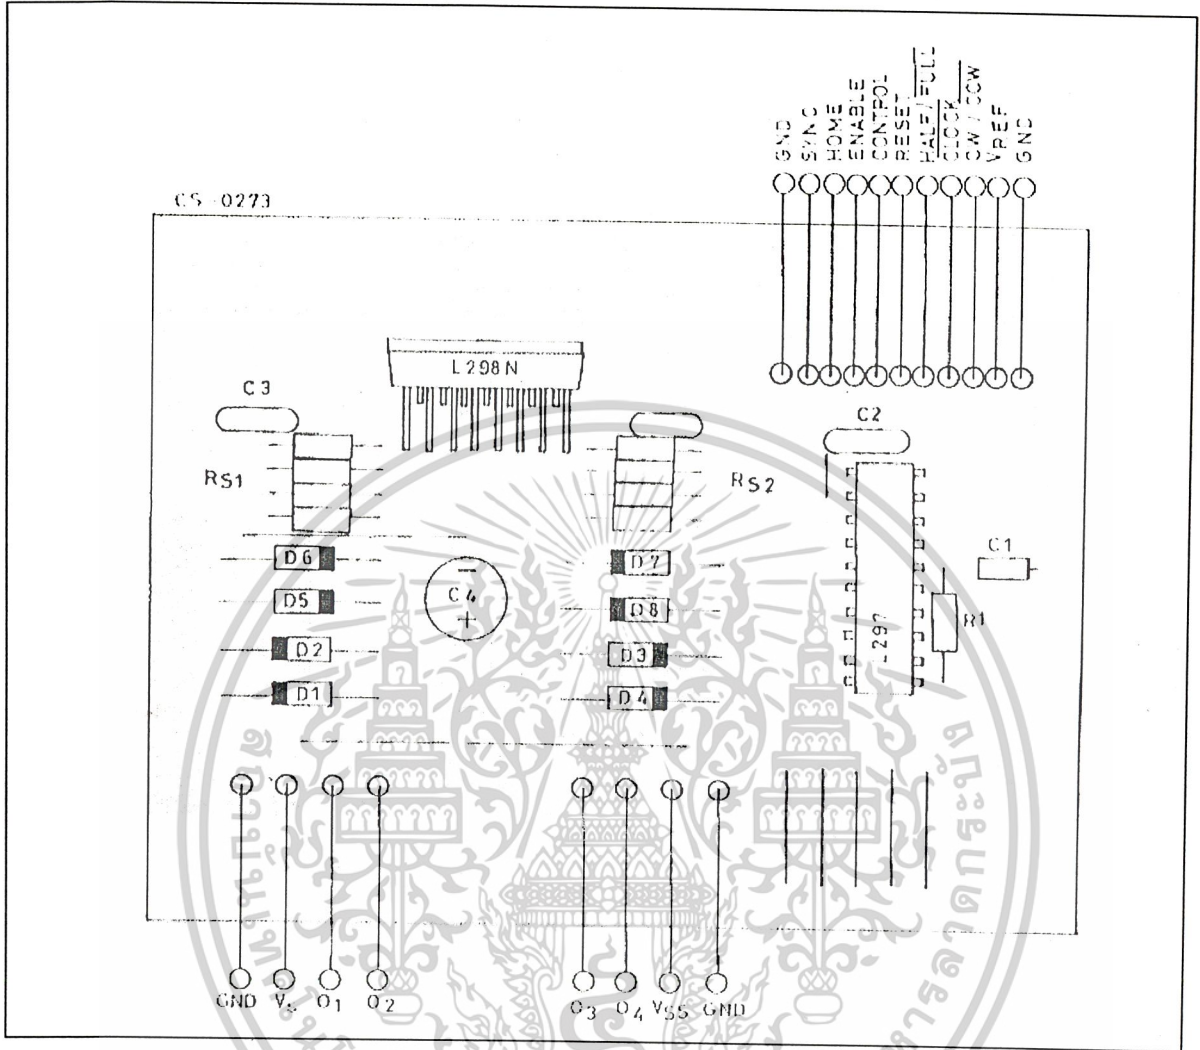 GND
SYNC
HOME
ENABLE
CONTROL
RESET
HALF / FULL
CLOCK
CW / CCW
VREF
GND
CS-0273
L298N
C3
C2
RS1
RS2
C1
D6
D7
D5
C4
D8
R1
L297
D2
D3
D1
D4
GND VS O1 O2
O3 O4 VSS GND